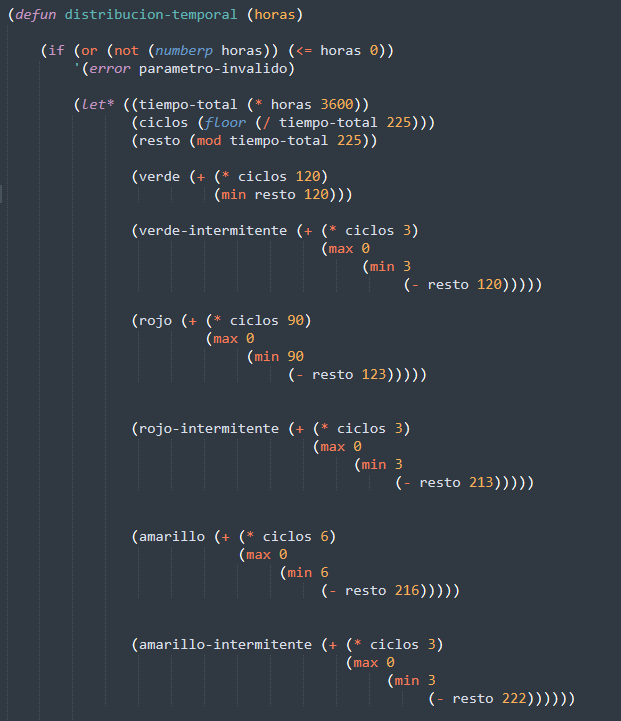 (defun distribucion-temporal (horas)
(if (or (not (numberp horas)) (<= horas 0))
'(error parametro-invalido)
(let* ((tiempo-total (* horas 3600))
(ciclos (floor (/ tiempo-total 225)))
(resto (mod tiempo-total 225))
(verde (+ (* ciclos 120)
(min resto 120)))
(verde-intermitente (+ (* ciclos 3)
(max 0
(min 3
(- resto 120)))))
(rojo (+ (* ciclos 90)
(max 0
(min 90
(- resto 123)))))
(rojo-intermitente (+ (* ciclos 3)
(max 0
(min 3
(- resto 213)))))
(amarillo (+ (* ciclos 6)
(max 0
(min 6
(- resto 216)))))
(amarillo-intermitente (+ (* ciclos 3)
(max 0
(min 3
(- resto 222))))))